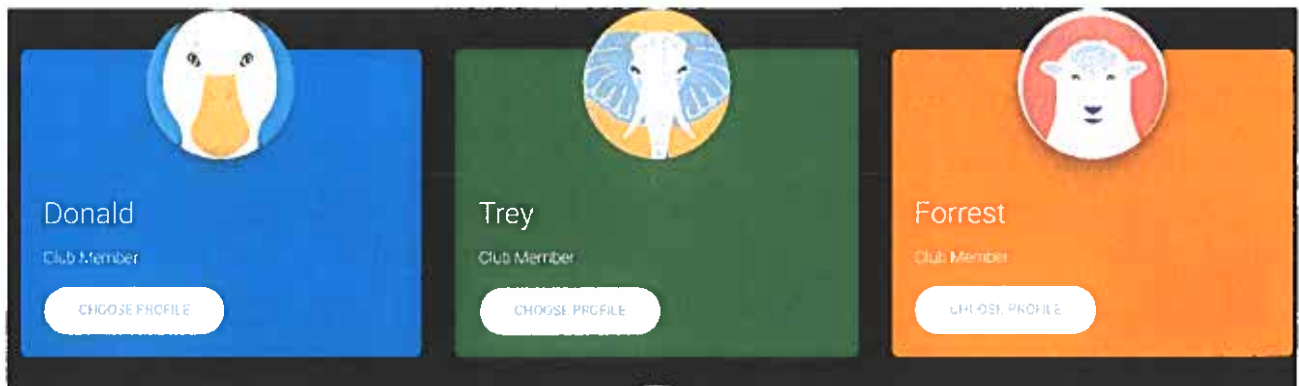 Donald
Club Member
CHOOSE PROFILE
Trey
Club Member
CHOOSE PROFILE
Forrest
Club Member
CHOOSE PROFILE